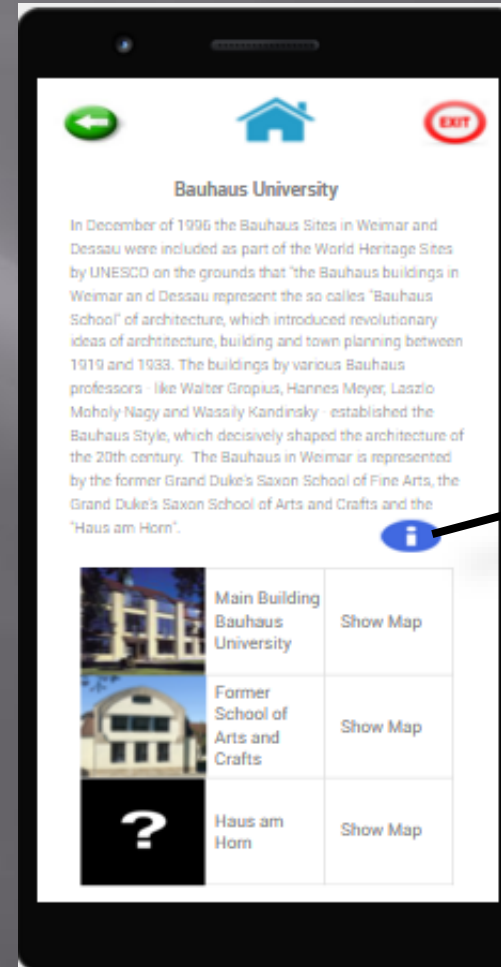 EXIT
Bauhaus University
In December of 1996 the Bauhaus Sites in Weimar and
Dessau were included as part of the World Heritage Sites
by UNESCO on the grounds that "the Bauhaus buildings in
Weimar an d Dessau represent the so calles "Bauhaus
School" of architecture, which introduced revolutionary
ideas of archtitecture, building and town planning between
1919 and 1933. The buildings by various Bauhaus
professors - like Walter Gropius, Hannes Meyer, Laszlo
Moholy-Nagy and Wassily Kandinsky - established the
Bauhaus Style, which decisively shaped the architecture of
the 20th century. The Bauhaus in Weimar is represented
by the former Grand Duke's Saxon School of Fine Arts, the
Grand Duke's Saxon School of Arts and Crafts and the
"Haus am Horn".
i
Main Building
Bauhaus
University
Show Map
Former
School of
Arts and
Crafts
Show Map
?
Haus am
Horn
Show Map